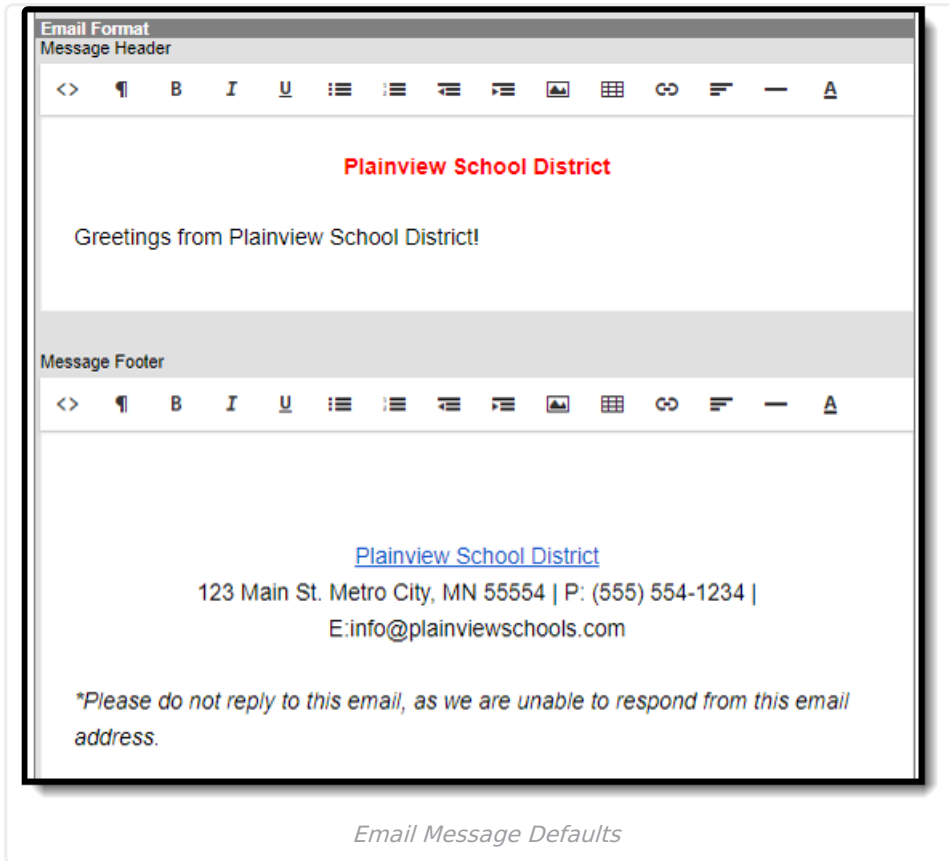 Email Format
Message Header
Plainview School District
Greetings from Plainview School District!
Message Footer
Plainview School District
123 Main St. Metro City, MN 55554 | P: (555) 554-1234 |
E:info@plainviewschools.com
*Please do not reply to this email, as we are unable to respond from this email
address.
Email Message Defaults